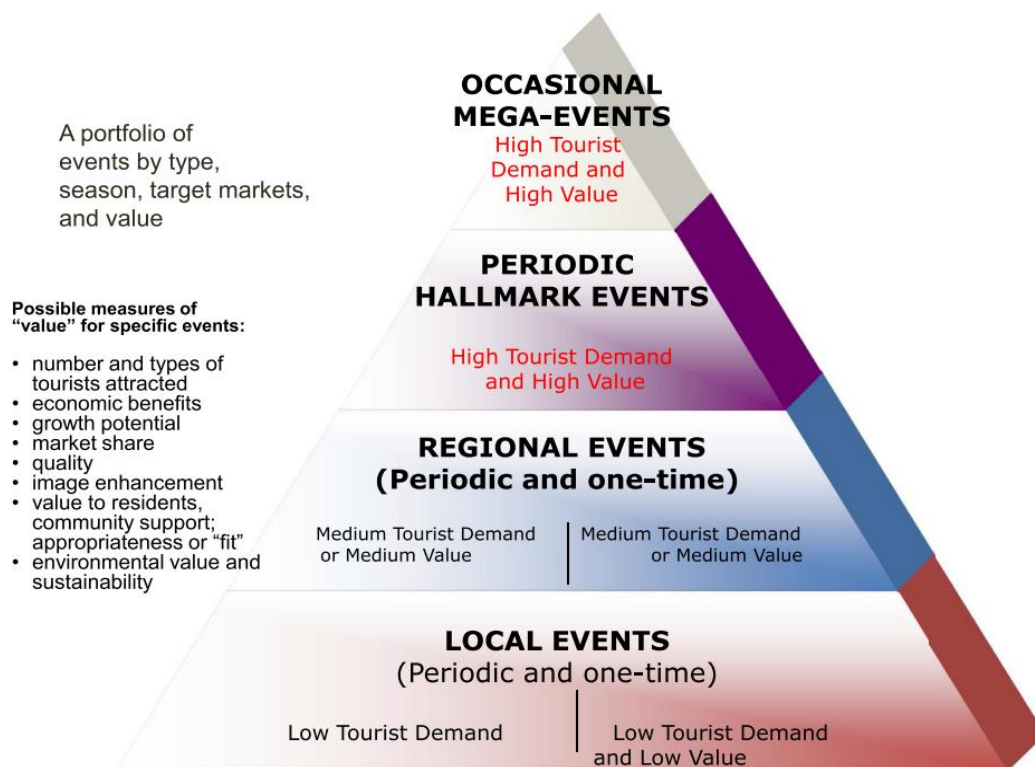 A portfolio of
events by type,
season, target markets,
and value
Possible measures of
“value” for specific events:
• number and types of
tourists attracted
• economic benefits
• growth potential
• market share
• quality
• image enhancement
• value to residents,
community support;
appropriateness or “fit”
• environmental value and
sustainability
OCCASIONAL
MEGA-EVENTS
High Tourist
Demand and
High Value
PERIODIC
HALLMARK EVENTS
High Tourist Demand
and High Value
REGIONAL EVENTS
(Periodic and one-time)
Medium Tourist Demand
or Medium Value
Medium Tourist Demand
or Medium Value
LOCAL EVENTS
(Periodic and one-time)
Low Tourist Demand
Low Tourist Demand
and Low Value